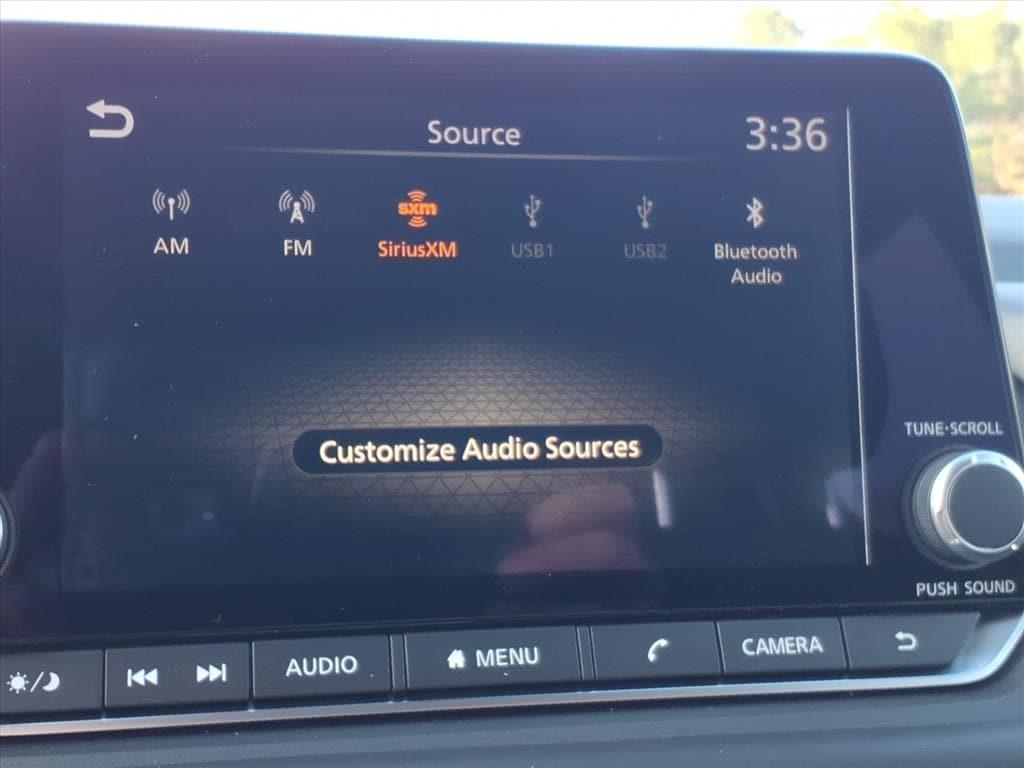 Source
3:36
AM
FM
sxm
SiriusXM
USB1
USB2
Bluetooth
Audio
Customize Audio Sources
TUNE·SCROLL
PUSH SOUND
AUDIO
MENU
CAMERA